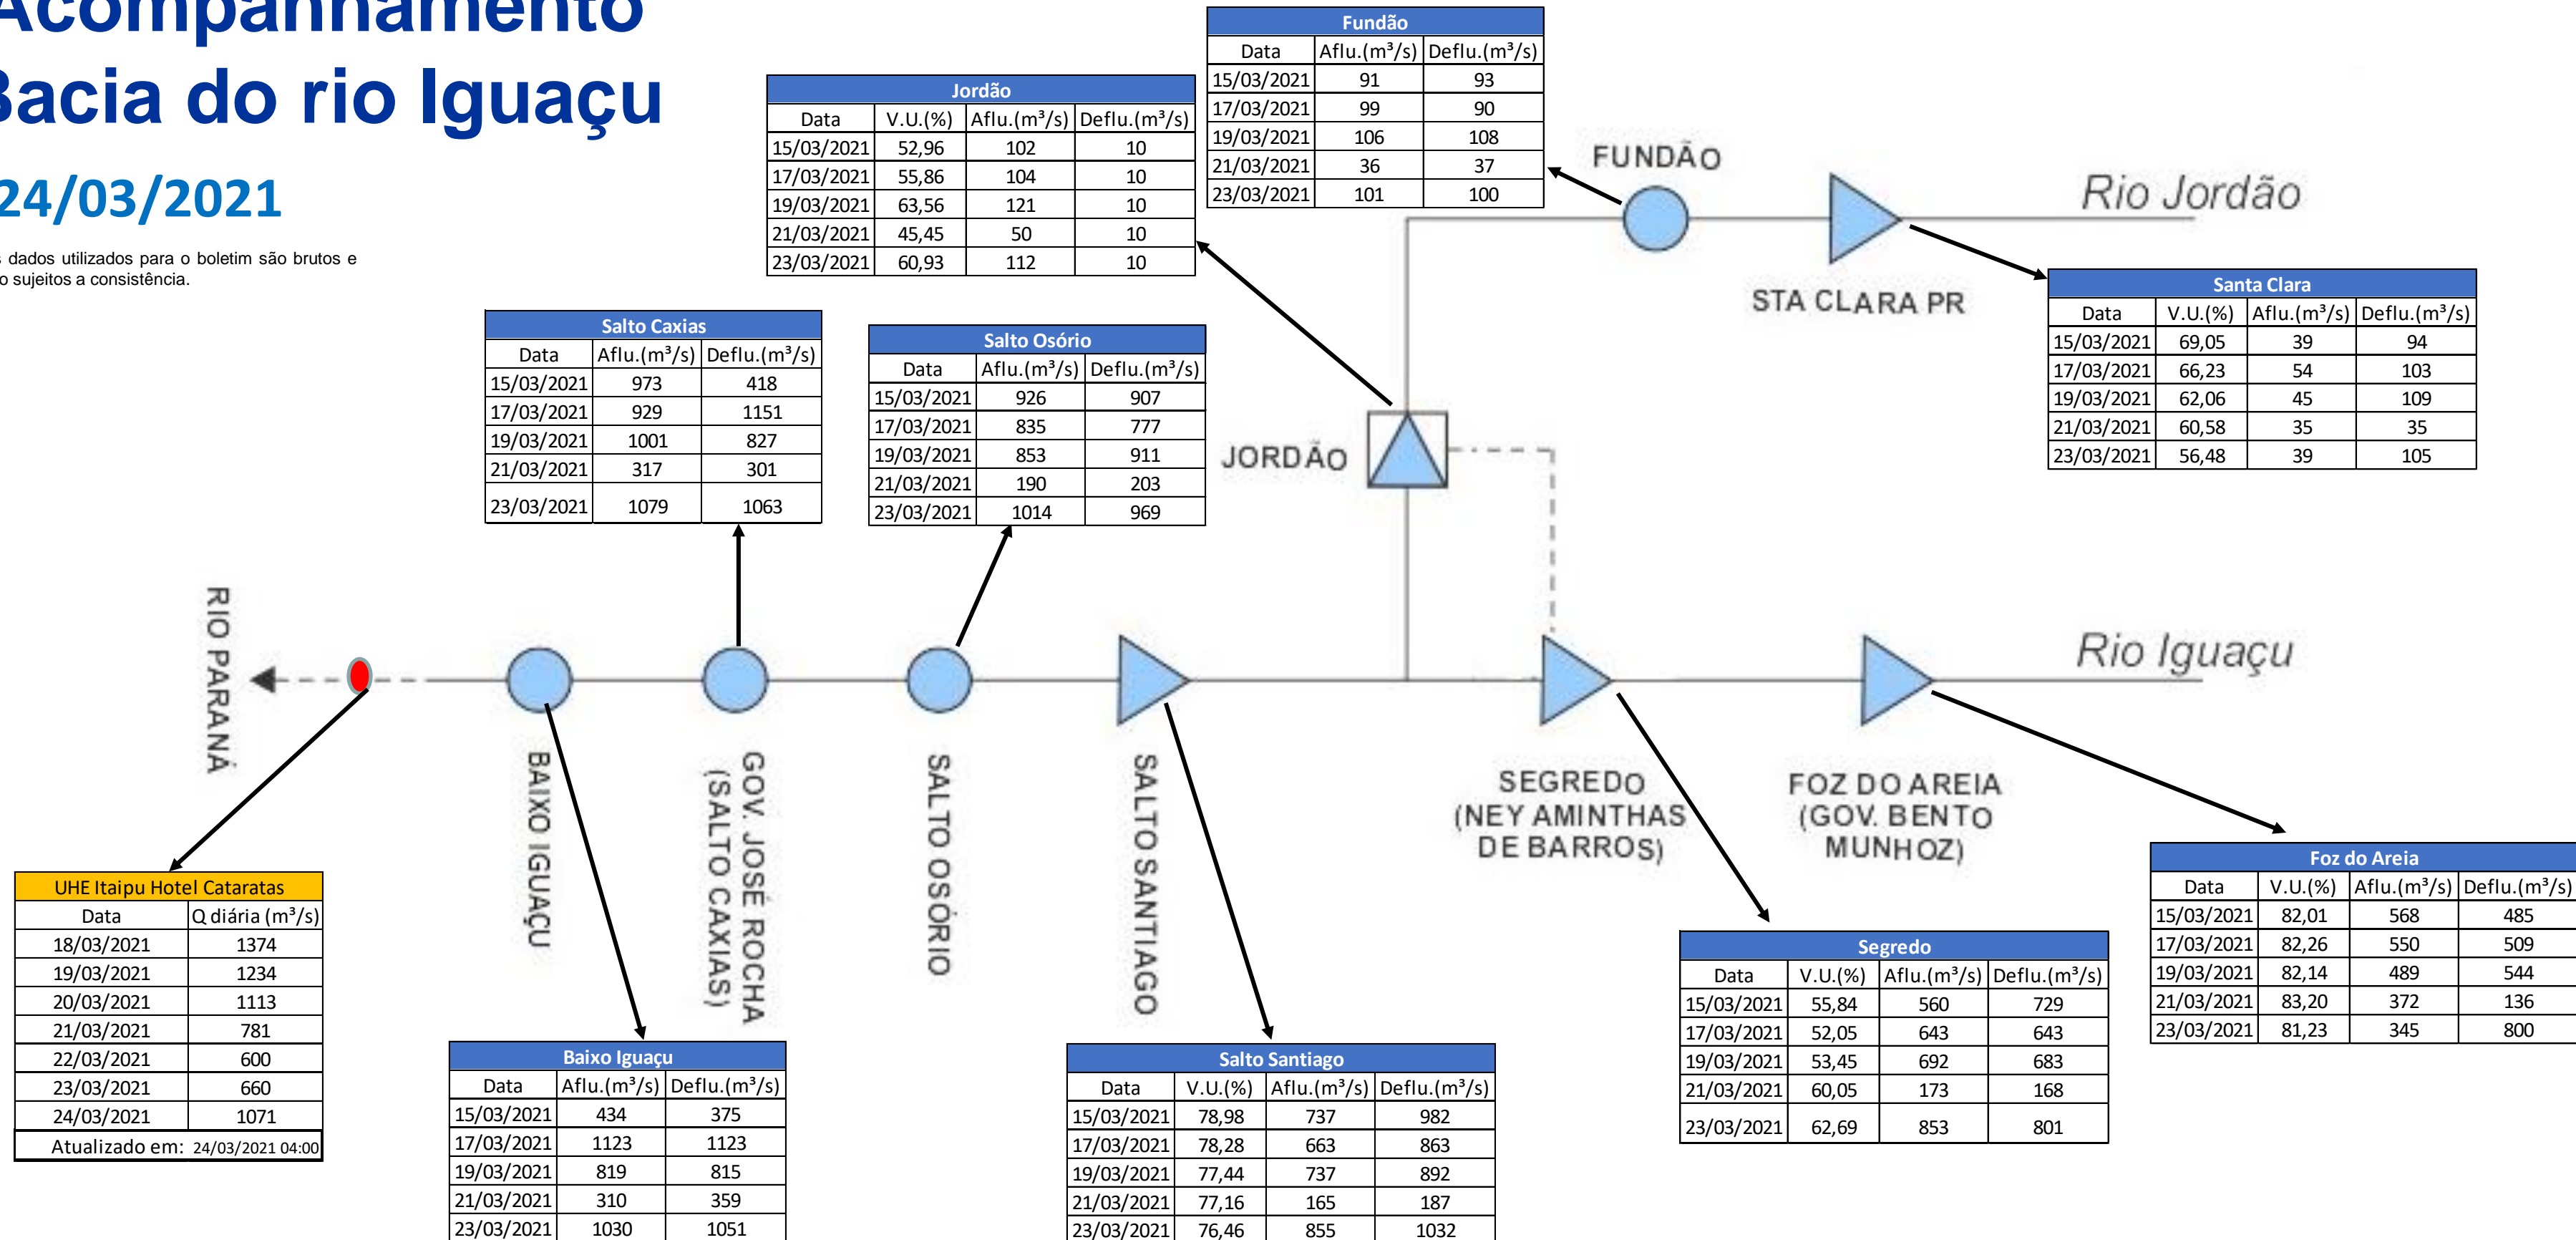 Acompanhamento
Bacia do rio Iguaçu
24/03/2021
dados utilizados para o boletim são brutos e
sujeitos a consistência.
Fundão
Data Aflu.(m³/s) Deflu.(m³/s)
15/03/2021 91 93
17/03/2021 99 90
19/03/2021 106 108
21/03/2021 36 37
23/03/2021 101 100
Jordão
Data V.U.(%) Aflu.(m³/s) Deflu.(m³/s)
15/03/2021 52,96 102 10
17/03/2021 55,86 104 10
19/03/2021 63,56 121 10
21/03/2021 45,45 50 10
23/03/2021 60,93 112 10
FUNDÃO
Rio Jordão
STA CLARA PR
Santa Clara
Data V.U.(%) Aflu.(m³/s) Deflu.(m³/s)
15/03/2021 69,05 39 94
17/03/2021 66,23 54 103
19/03/2021 62,06 45 109
21/03/2021 60,58 35 35
23/03/2021 56,48 39 105
Salto Caxias
Data Aflu.(m³/s) Deflu.(m³/s)
15/03/2021 973 418
17/03/2021 929 1151
19/03/2021 1001 827
21/03/2021 317 301
23/03/2021 1079 1063
Salto Osório
Data Aflu.(m³/s) Deflu.(m³/s)
15/03/2021 926 907
17/03/2021 835 777
19/03/2021 853 911
21/03/2021 190 203
23/03/2021 1014 969
JORDÃO
RIO PARANÁ
Rio Iguaçu
BAIXO IGUAÇU
GOV. JOSÉ ROCHA
(SALTO CAXIAS)
SALTO OSÓRIO
SALTO SANTIAGO
SEGREDO
(NEY AMINTHAS
DE BARROS)
FOZ DO AREIA
(GOV. BENTO
MUNHOZ)
UHE Itaipu Hotel Cataratas
Data Q diária (m³/s)
18/03/2021 1374
19/03/2021 1234
20/03/2021 1113
21/03/2021 781
22/03/2021 600
23/03/2021 660
24/03/2021 1071
Atualizado em: 24/03/2021 04:00
Baixo Iguaçu
Data Aflu.(m³/s) Deflu.(m³/s)
15/03/2021 434 375
17/03/2021 1123 1123
19/03/2021 819 815
21/03/2021 310 359
23/03/2021 1030 1051
Salto Santiago
Data V.U.(%) Aflu.(m³/s) Deflu.(m³/s)
15/03/2021 78,98 737 982
17/03/2021 78,28 663 863
19/03/2021 77,44 737 892
21/03/2021 77,16 165 187
23/03/2021 76,46 855 1032
Segredo
Data V.U.(%) Aflu.(m³/s) Deflu.(m³/s)
15/03/2021 55,84 560 729
17/03/2021 52,05 643 643
19/03/2021 53,45 692 683
21/03/2021 60,05 173 168
23/03/2021 62,69 853 801
Foz do Areia
Data V.U.(%) Aflu.(m³/s) Deflu.(m³/s)
15/03/2021 82,01 568 485
17/03/2021 82,26 550 509
19/03/2021 82,14 489 544
21/03/2021 83,20 372 136
23/03/2021 81,23 345 800